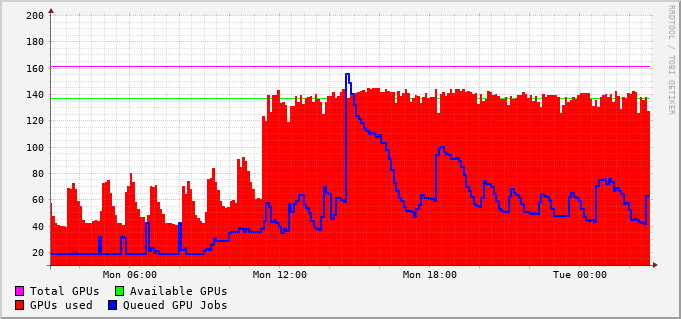 200
180
160
140
120
100
80
60
40
20
Mon 06:00 Mon 12:00 Mon 18:00 Tue 00:00
Total GPUs Available GPUs
GPUs used Queued GPU Jobs
RRDTOOL / TOBI OETIKER